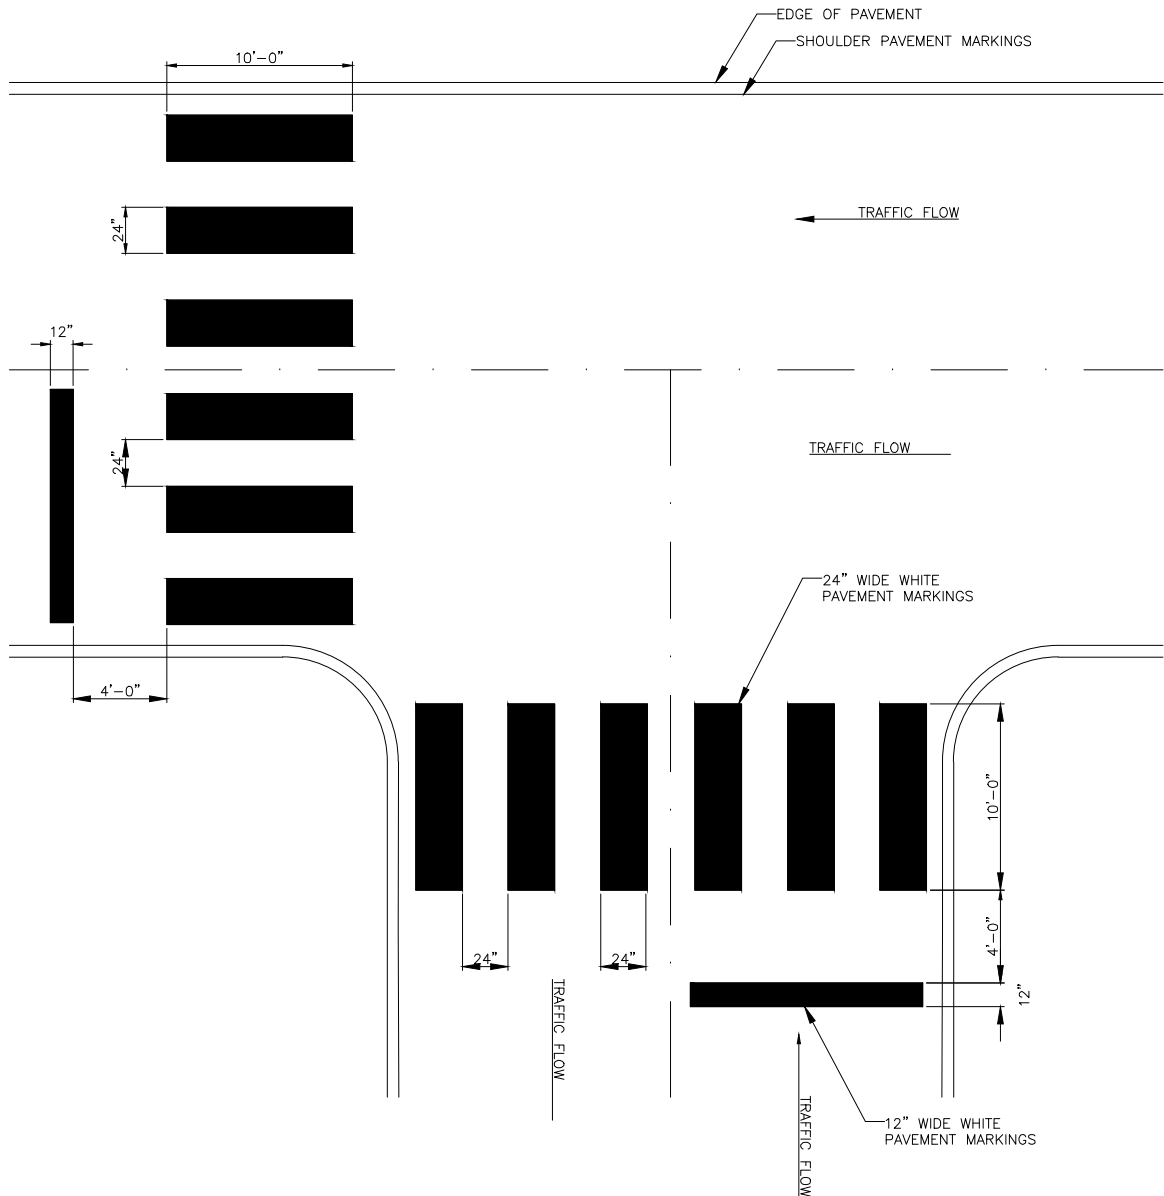 EDGE OF PAVEMENT
SHOULDER PAVEMENT MARKINGS
10'-0"
TRAFFIC FLOW
24"
12"
TRAFFIC FLOW
24"
24" WIDE WHITE
PAVEMENT MARKINGS
4'-0"
10'-0"
4'-0"
24"
24"
12"
TRAFFIC FLOW
TRAFFIC FLOW
12" WIDE WHITE
PAVEMENT MARKINGS